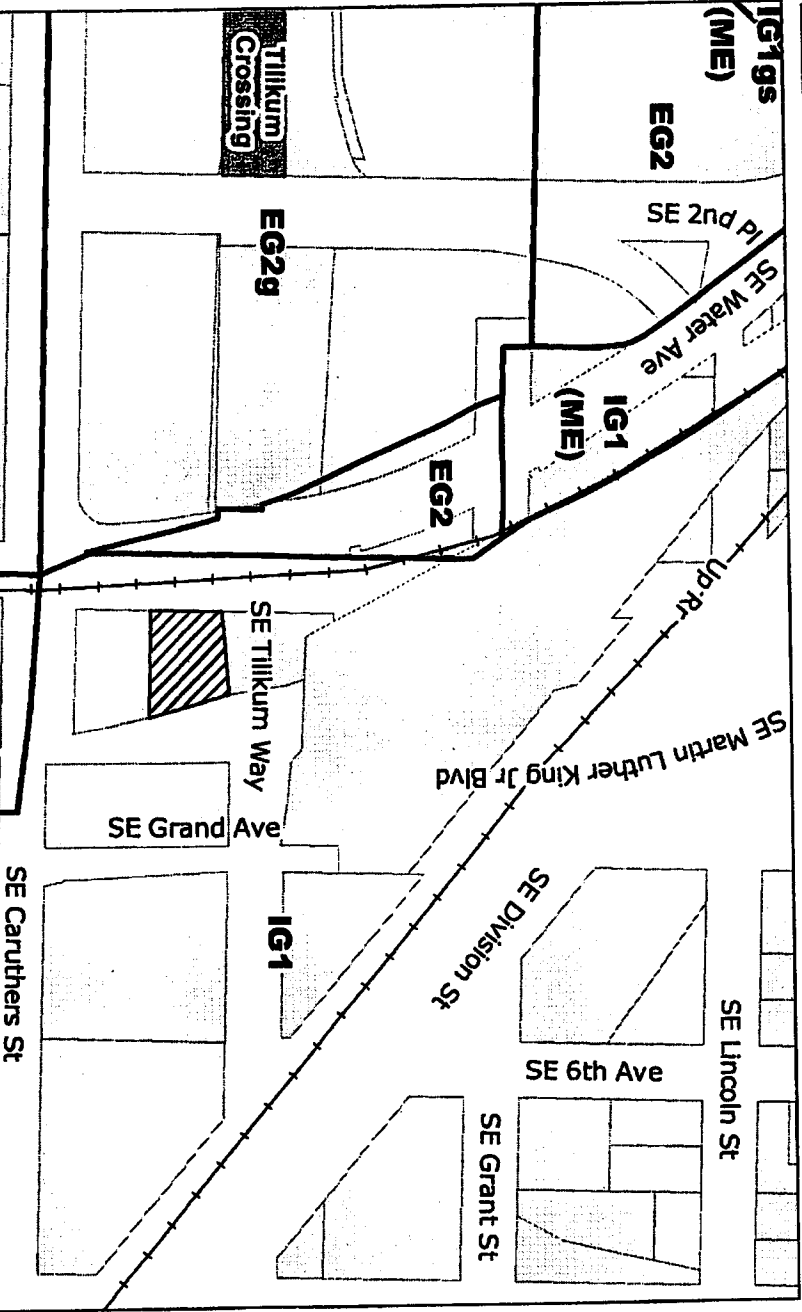 IG1gs
(ME)
EG2
SE 2nd Pl
SE Water Ave
Tilikum
Crossing
EG2g
IG1
(ME)
EG2
Up Rr
SE Tilikum Way
SE Martin Luther King Jr Blvd
SE Grand Ave
SE Division St
IG1
SE Caruthers St
SE Lincoln St
SE 6th Ave
SE Grant St